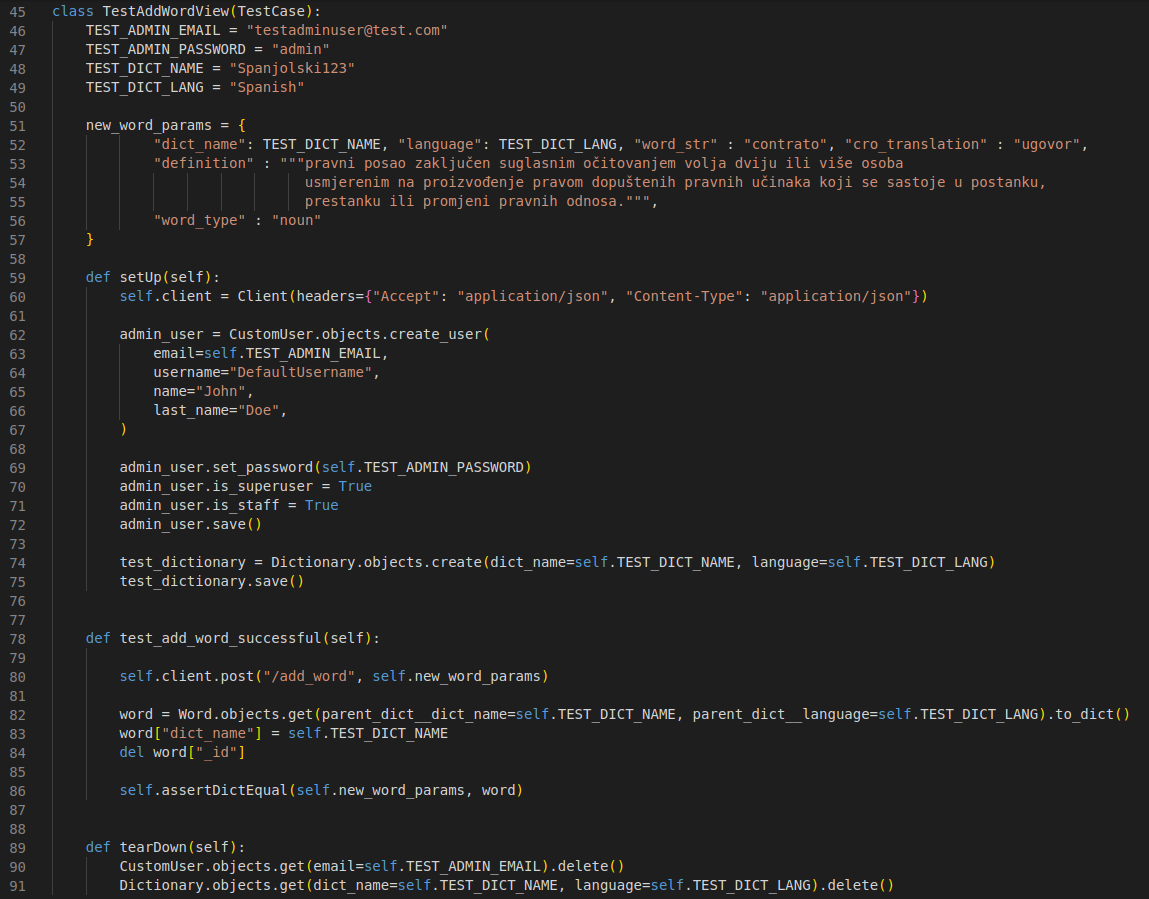 45 class TestAddWordView(TestCase):
46 TEST_ADMIN_EMAIL = "testadminuser@test.com"
47 TEST_ADMIN_PASSWORD = "admin"
48 TEST_DICT_NAME = "Spanjolski123"
49 TEST_DICT_LANG = "Spanish"
50
51 new_word_params = {
52 "dict_name": TEST_DICT_NAME, "language": TEST_DICT_LANG, "word_str" : "contrato", "cro_translation" : "ugovor",
53 "definition" : """pravni posao zaključen suglasnim očitovanjem volja dviju ili više osoba
54 usmjerenim na proizvođenje pravom dopuštenih pravnih učinaka koji se sastoje u postanku,
55 prestanku ili promjeni pravnih odnosa.""",
56 "word_type" : "noun"
57 }
58
59 def setUp(self):
60 self.client = Client(headers={"Accept": "application/json", "Content-Type": "application/json"})
61
62 admin_user = CustomUser.objects.create_user(
63 email=self.TEST_ADMIN_EMAIL,
64 username="DefaultUsername",
65 name="John",
66 last_name="Doe",
67 )
68
69 admin_user.set_password(self.TEST_ADMIN_PASSWORD)
70 admin_user.is_superuser = True
71 admin_user.is_staff = True
72 admin_user.save()
73
74 test_dictionary = Dictionary.objects.create(dict_name=self.TEST_DICT_NAME, language=self.TEST_DICT_LANG)
75 test_dictionary.save()
76
77
78 def test_add_word_successful(self):
79
80 self.client.post("/add_word", self.new_word_params)
81
82 word = Word.objects.get(parent_dict__dict_name=self.TEST_DICT_NAME, parent_dict__language=self.TEST_DICT_LANG).to_dict()
83 word["dict_name"] = self.TEST_DICT_NAME
84 del word["_id"]
85
86 self.assertDictEqual(self.new_word_params, word)
87
88
89 def tearDown(self):
90 CustomUser.objects.get(email=self.TEST_ADMIN_EMAIL).delete()
91 Dictionary.objects.get(dict_name=self.TEST_DICT_NAME, language=self.TEST_DICT_LANG).delete()